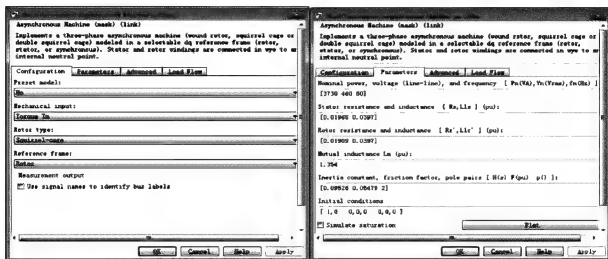 Asynchronous Machine (mask) (link)
Implements a three-phase asynchronous machine (wound rotor, squirrel cage or
double squirrel cage) modeled in a selectable dq reference frame (rotor,
stator, or synchronous). Stator and rotor windings are connected in wye to an
internal neutral point.
Configuration Parameters Advanced Load Flow
Preset model:
No
Mechanical input:
Torque Tm
Rotor type:
Squirrel-cage
Reference frame:
Rotor
Measurement output
Use signal names to identify bus labels
OK Cancel Help Apply
Asynchronous Machine (mask) (link)
Implements a three-phase asynchronous machine (wound rotor, squirrel cage or
double squirrel cage) modeled in a selectable dq reference frame (rotor,
stator, or synchronous). Stator and rotor windings are connected in wye to an
internal neutral point.
Configuration Parameters Advanced Load Flow
Nominal power, voltage (line-line), and frequency [ Pn(VA),Vn(Vrms),fn(Hz) ]
[3730 460 60]
Stator resistance and inductance [ Rs,Lls ] (pu):
[0.01965 0.0397]
Rotor resistance and inductance [ Rr',Llr' ] (pu):
[0.01909 0.0397]
Mutual inductance Lm (pu):
1.354
Inertia constant, friction factor, pole pairs [ H(s) F(pu) p() ]:
[0.09526 0.05479 2]
Initial conditions
[ 1,0 0,0,0 0,0,0 ]
Simulate saturation Plot
OK Cancel Help Apply